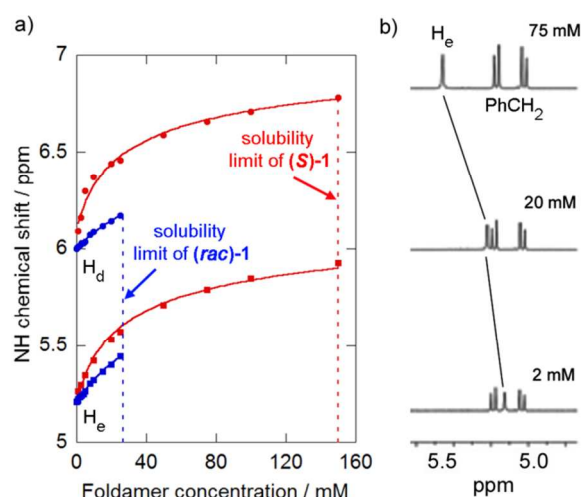 a)
NH chemical shift / ppm
7
6.5
6
5.5
5
solubility
limit of (S)-1
solubility
limit of (rac)-1
Hd
He
0 40 80 120 160
Foldamer concentration / mM
b)
He
75 mM
PhCH2
20 mM
2 mM
5.5 5.0
ppm